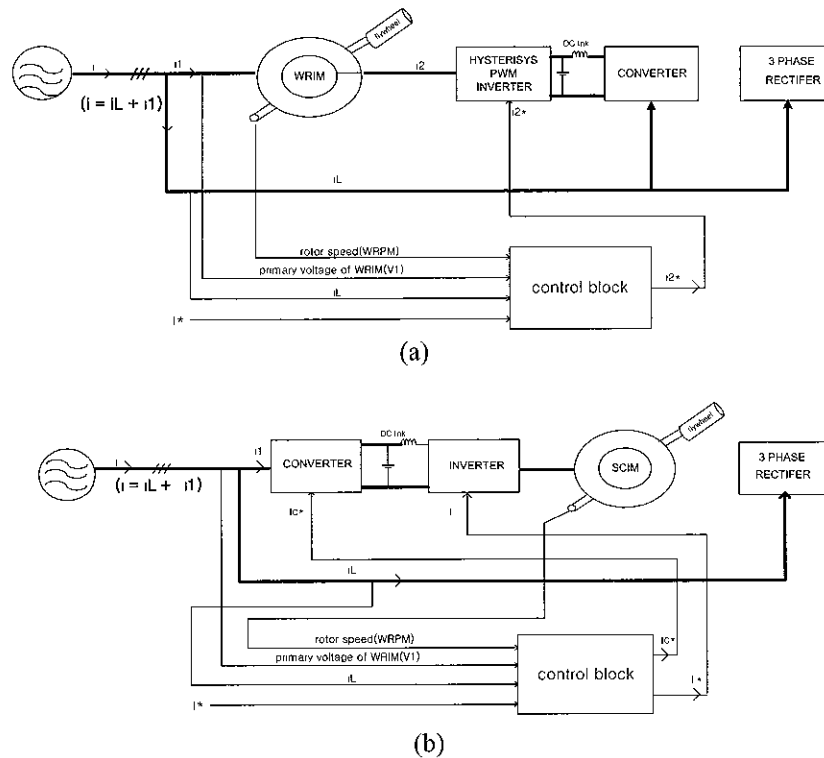 flywheel
i
i1
WRIM
i2
HYSTERISYS PWM INVERTER
DC link
CONVERTER
3 PHASE RECTIFER
(i = iL + i1)
i2*
iL
rotor speed(WRPM)
primary voltage of WRIM(V1)
iL
I*
control block
i2*
(a)
flywheel
i
i1
CONVERTER
DC link
INVERTER
SCIM
3 PHASE RECTIFER
(i = iL + i1)
ic*
i
iL
rotor speed(WRPM)
primary voltage of WRIM(V1)
iL
I*
control block
ic*
i*
(b)